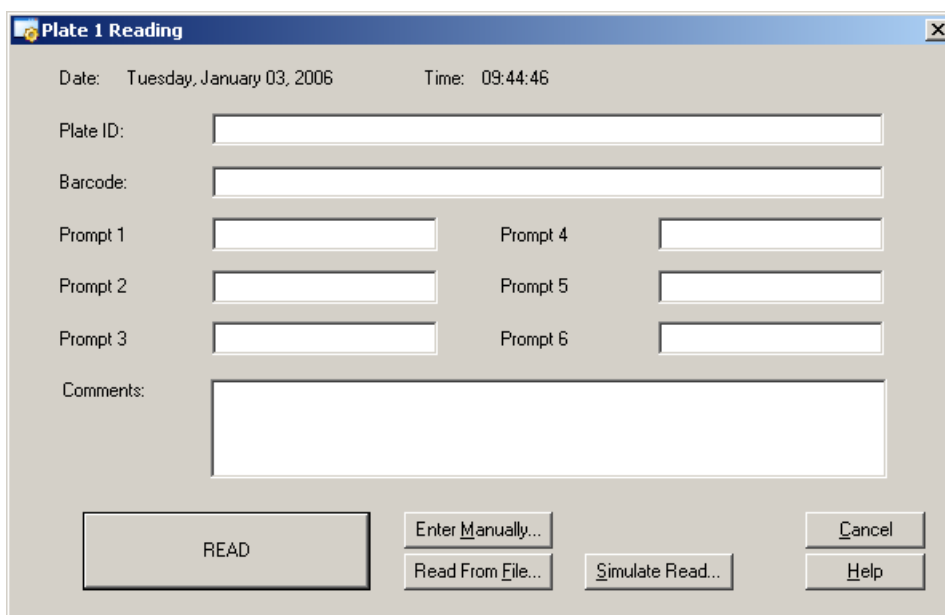 Plate 1 Reading
Date: Tuesday, January 03, 2006 Time: 09:44:46
Plate ID:
Barcode:
Prompt 1 Prompt 4
Prompt 2 Prompt 5
Prompt 3 Prompt 6
Comments:
READ
Enter Manually... Cancel
Read From File... Simulate Read... Help